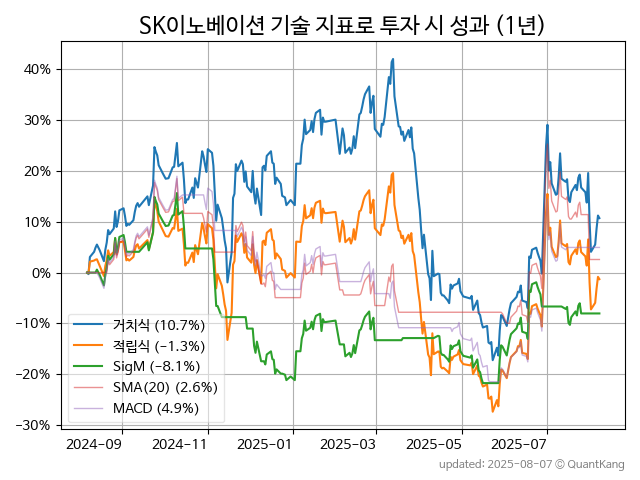 SK이노베이션 기술 지표로 투자 시 성과 (1년)
40%
30%
20%
10%
0%
−10%
−20%
−30%
거치식 (10.7%)
적립식 (−1.3%)
SigM (−8.1%)
SMA(20) (2.6%)
MACD (4.9%)
2024-09 2024-11 2025-01 2025-03 2025-05 2025-07
updated: 2025-08-07 © QuantKang